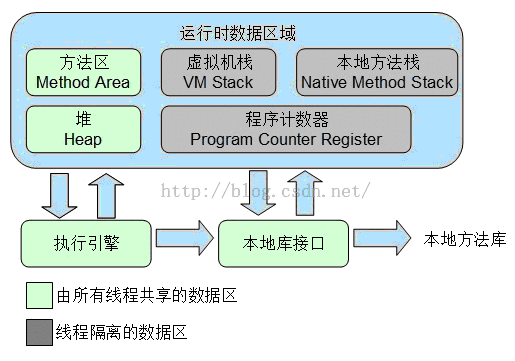 运行时数据区域
方法区
Method Area
虚拟机栈
VM Stack
本地方法栈
Native Method Stack
堆
Heap
程序计数器
Program Counter Register
http://blog.csdn.net/
执行引擎
本地库接口
本地方法库
由所有线程共享的数据区
线程隔离的数据区